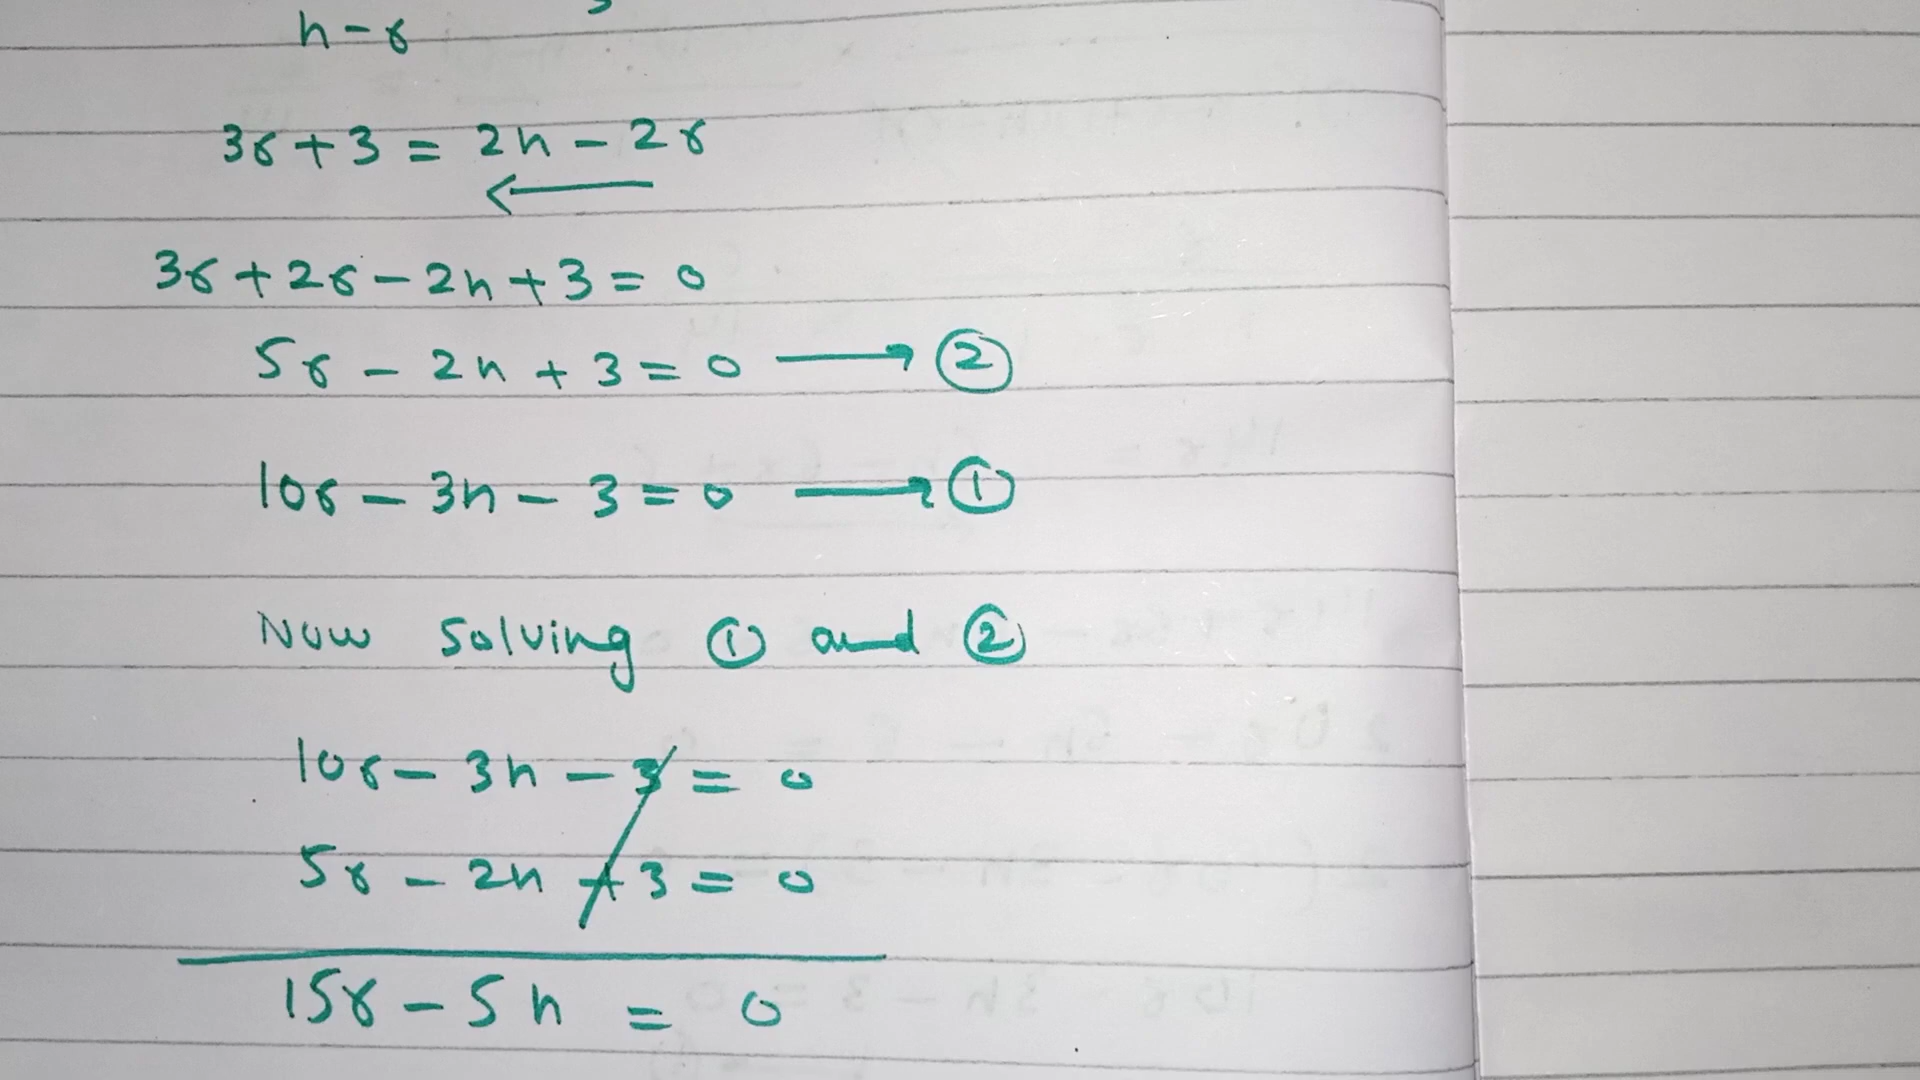 n-r
3r+3 = 2n - 2r
3r+2r-2n+3=0
5r - 2n + 3 = 0 → ②
10r - 3n - 3 = 0 → ①
Now solving ① and ②
10r - 3n - 3 = 0
5r - 2n + 3 = 0
15r - 5n = 0